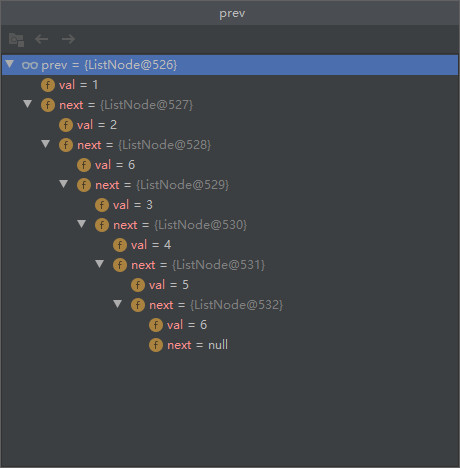 prev
prev = {ListNode@526}
f val = 1
f next = {ListNode@527}
f val = 2
f next = {ListNode@528}
f val = 6
f next = {ListNode@529}
f val = 3
f next = {ListNode@530}
f val = 4
f next = {ListNode@531}
f val = 5
f next = {ListNode@532}
f val = 6
f next = null